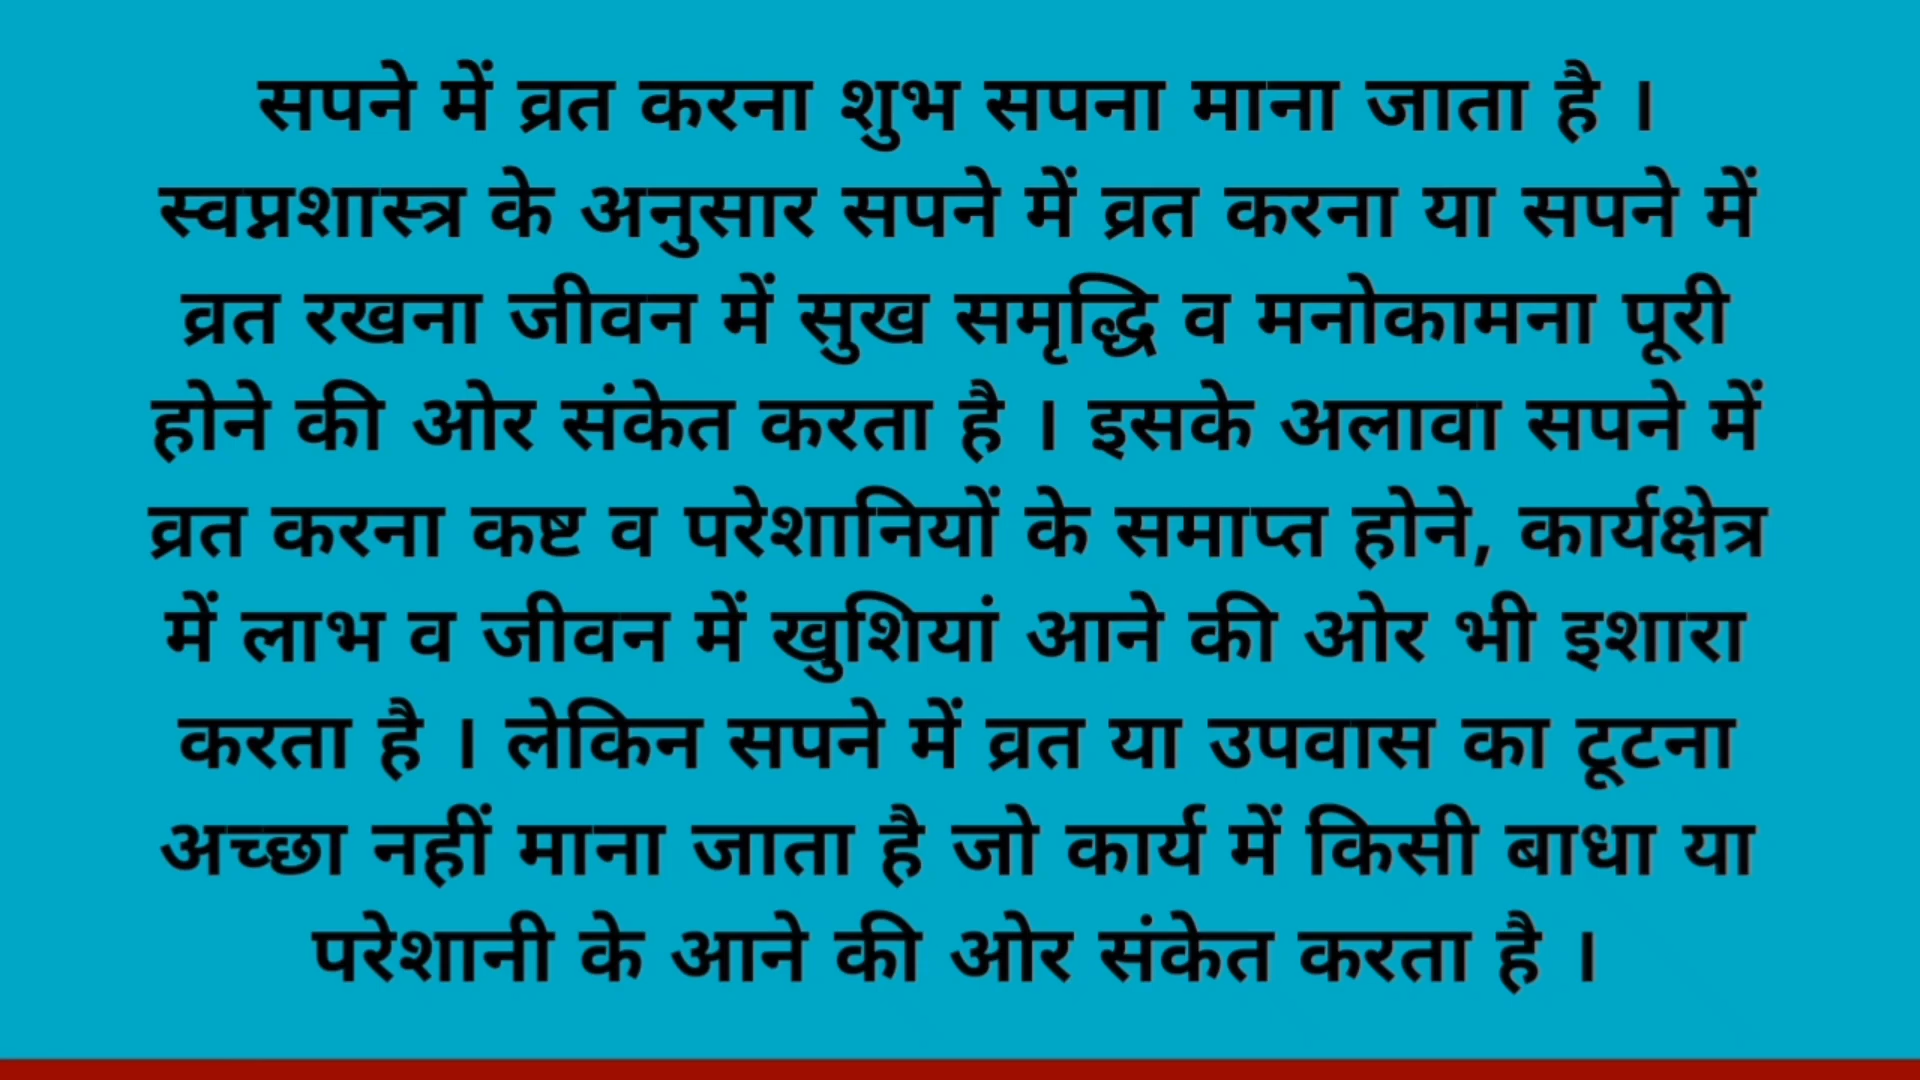 सपने में व्रत करना शुभ सपना माना जाता है ।
स्वप्नशास्त्र के अनुसार सपने में व्रत करना या सपने में
व्रत रखना जीवन में सुख समृद्धि व मनोकामना पूरी
होने की ओर संकेत करता है । इसके अलावा सपने में
व्रत करना कष्ट व परेशानियों के समाप्त होने, कार्यक्षेत्र
में लाभ व जीवन में खुशियां आने की ओर भी इशारा
करता है । लेकिन सपने में व्रत या उपवास का टूटना
अच्छा नहीं माना जाता है जो कार्य में किसी बाधा या
परेशानी के आने की ओर संकेत करता है ।